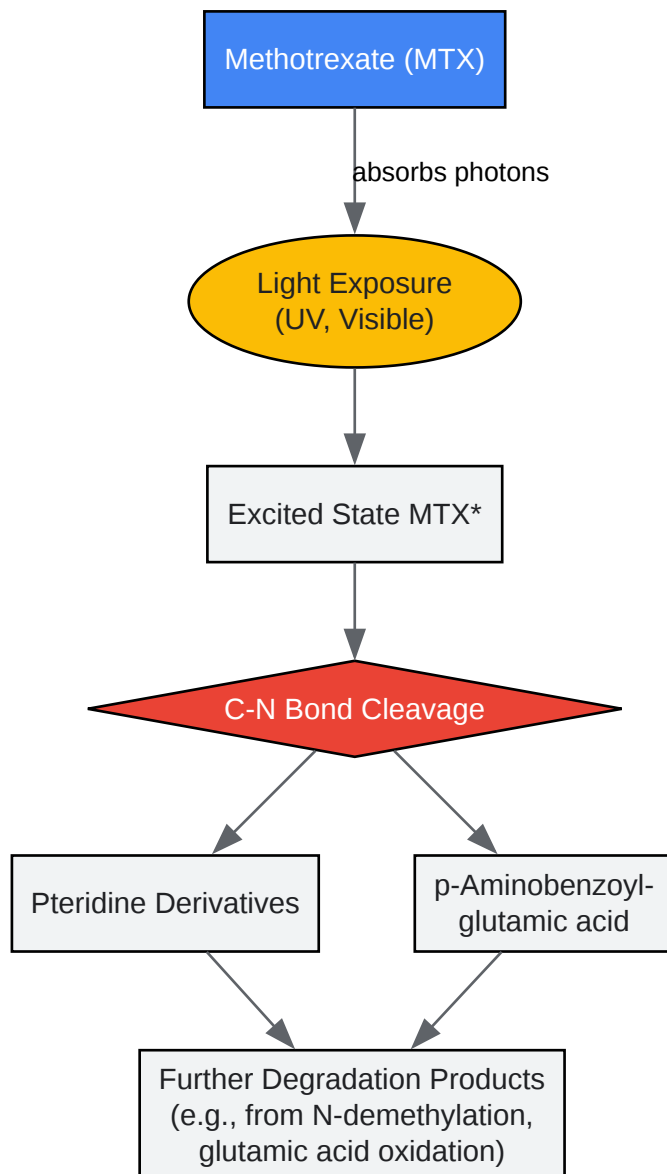 Methotrexate (MTX)
absorbs photons
Light Exposure
(UV, Visible)
Excited State MTX*
C-N Bond Cleavage
Pteridine Derivatives
p-Aminobenzoyl-
glutamic acid
Further Degradation Products
(e.g., from N-demethylation,
glutamic acid oxidation)